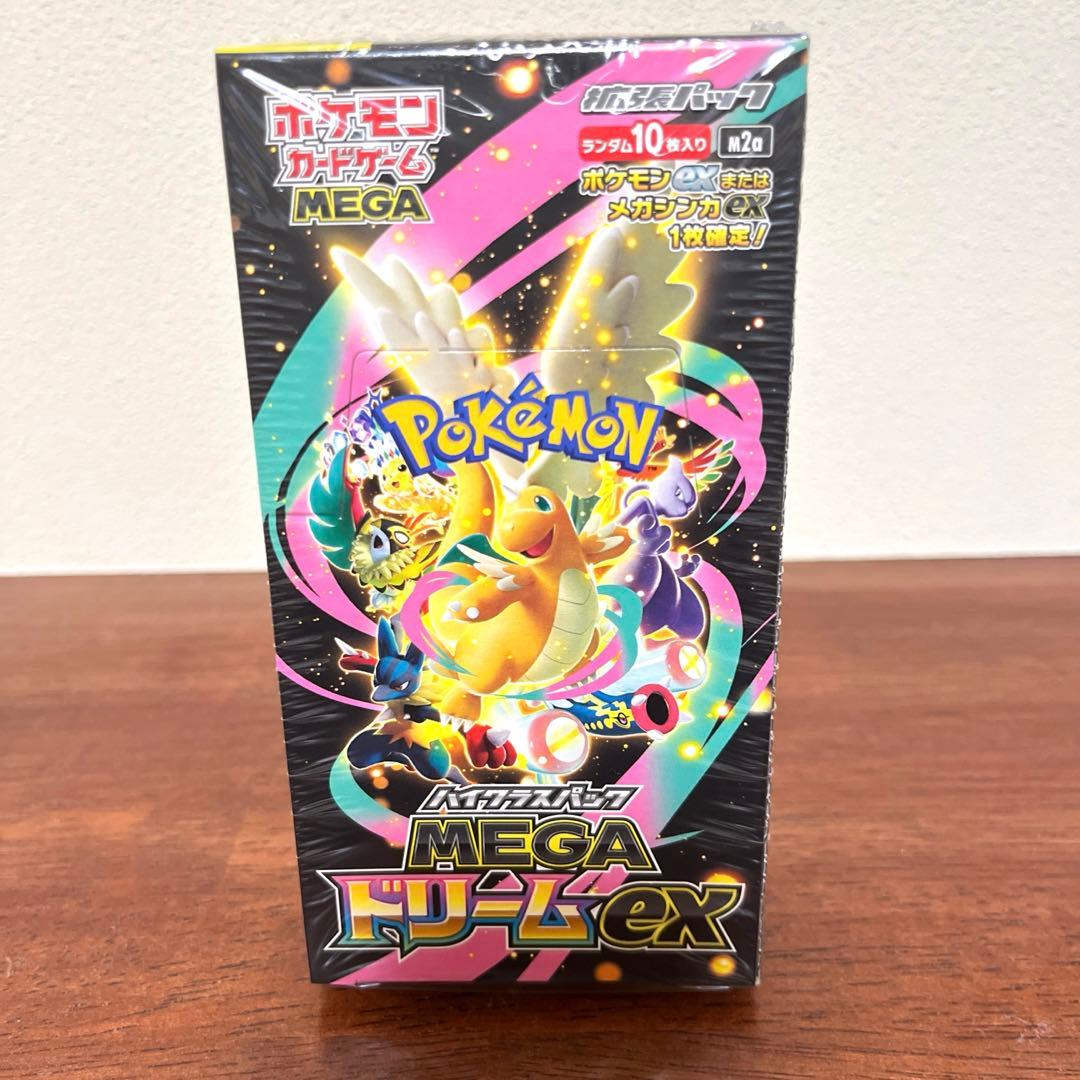 ポケモン
カードゲーム™
MEGA
拡張パック
ランダム10枚入り M2a
ポケモンexまたは
メガシンカex
1枚確定!
POKéMON™
ハイクラスパック
MEGA
ドリームex